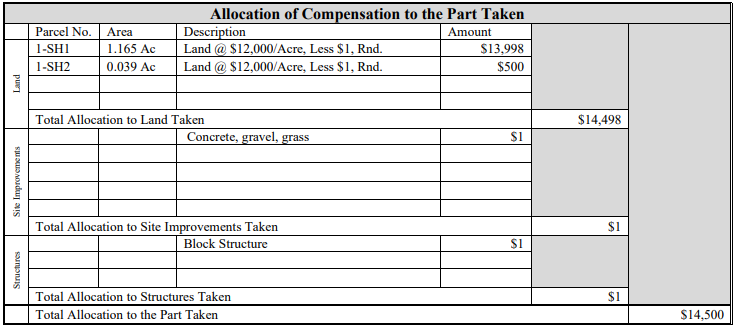 Allocation of Compensation to the Part Taken
Parcel No. Area Description Amount
1-SH1 1.165 Ac Land @ $12,000/Acre, Less $1, Rnd. $13,998
1-SH2 0.039 Ac Land @ $12,000/Acre, Less $1, Rnd. $500
Land
Total Allocation to Land Taken $14,498
Concrete, gravel, grass $1
Site Improvements
Total Allocation to Site Improvements Taken $1
Block Structure $1
Structures
Total Allocation to Structures Taken $1
Total Allocation to the Part Taken $14,500